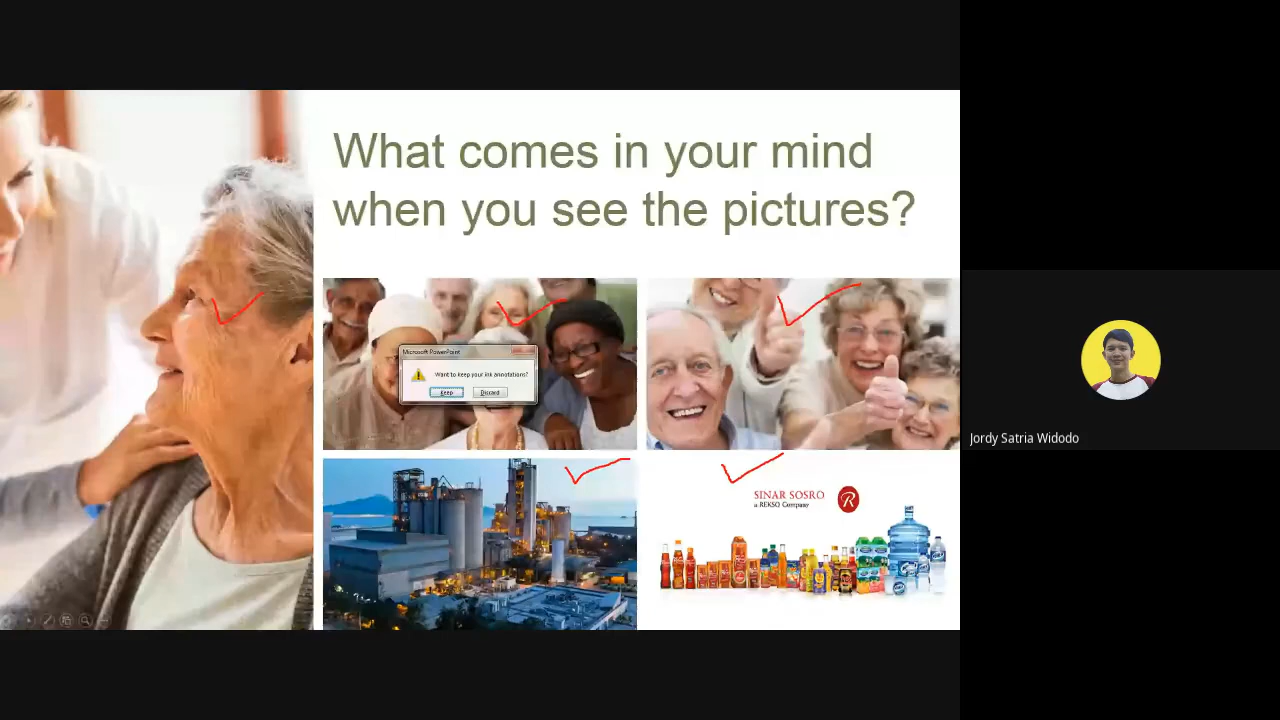 What comes in your mind
when you see the pictures?
Microsoft PowerPoint
Want to keep your ink annotations?
Keep
Discard
SINAR SOSRO
a REKSO Company
R
Jordy Satria Widodo